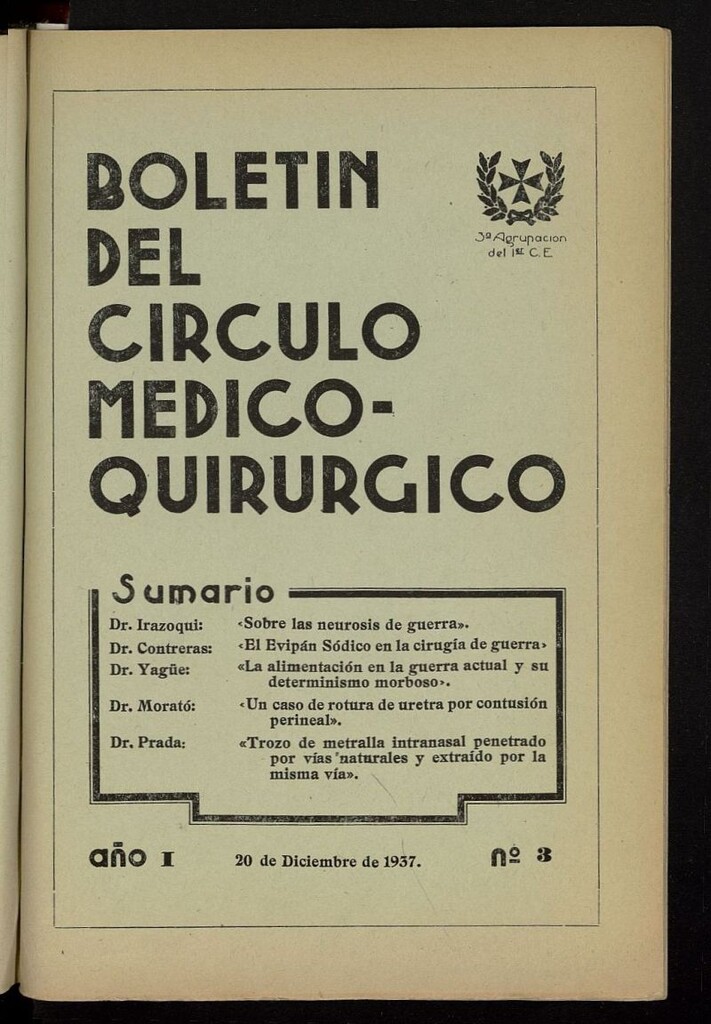 BOLETIN
DEL
CIRCULO
MEDICO-
QUIRURGICO
3ª Agrupacion
del 1er C.E.
Sumario
Dr. Irazoqui: «Sobre las neurosis de guerra».
Dr. Contreras: «El Evipán Sódico en la cirugía de guerra»
Dr. Yagüe: «La alimentación en la guerra actual y su
determinismo morboso».
Dr. Morató: «Un caso de rotura de uretra por contusión
perineal».
Dr. Prada: «Trozo de metralla intranasal penetrado
por vías naturales y extraído por la
misma vía».
año I 20 de Diciembre de 1937. nº 3